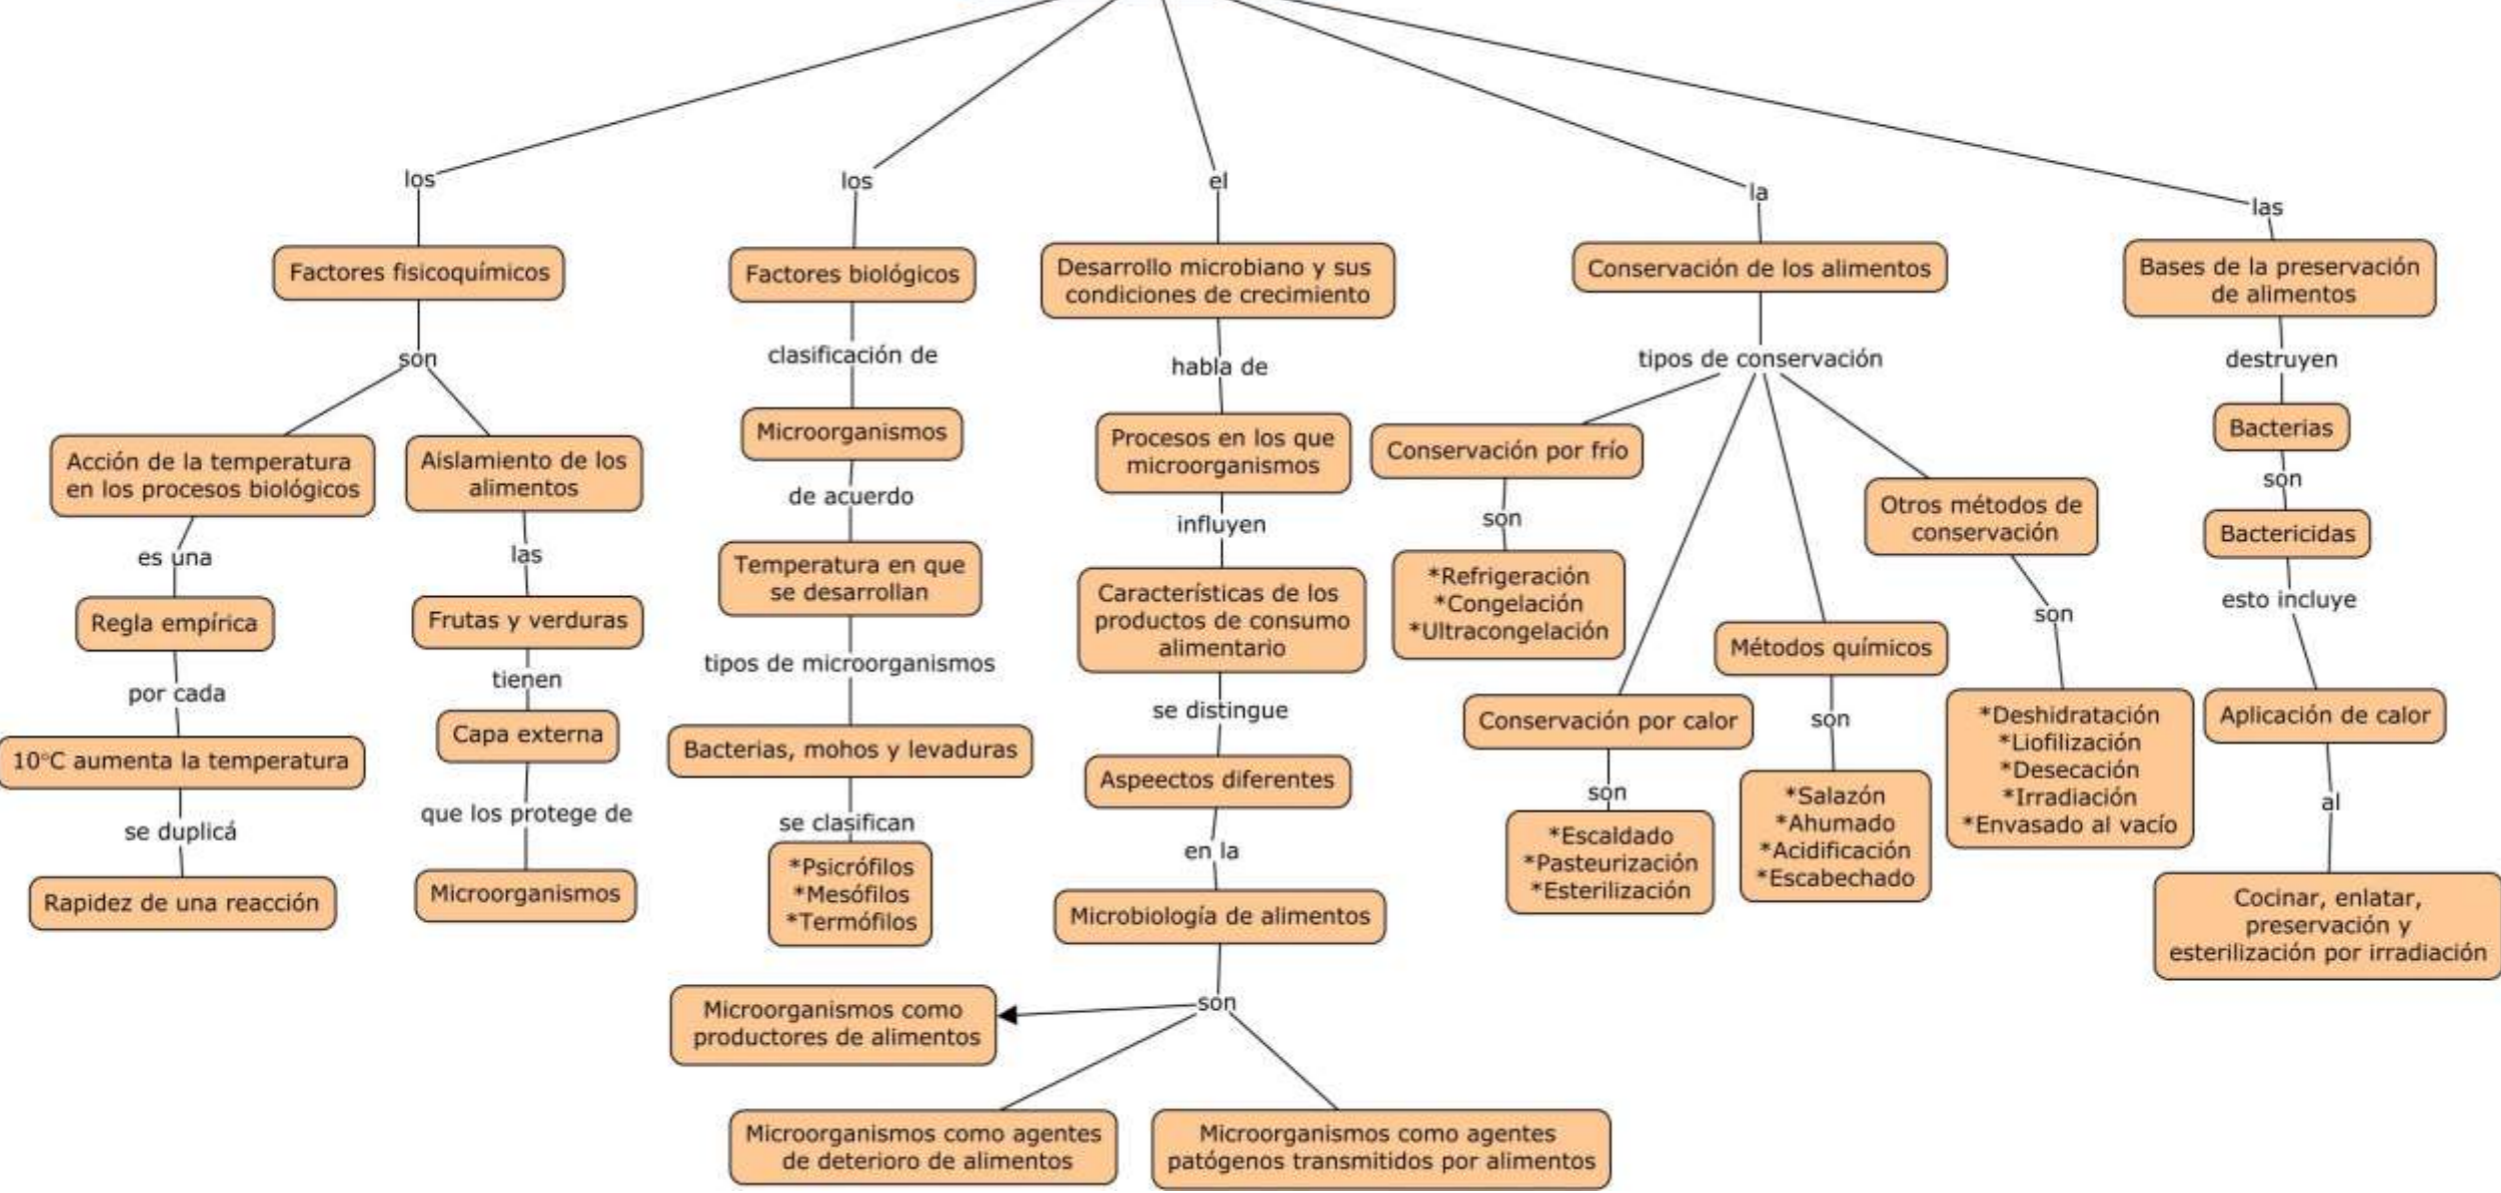 los
Factores fisicoquímicos
son
Acción de la temperatura
en los procesos biológicos
es una
Regla empírica
por cada
10°C aumenta la temperatura
se duplicá
Rapidez de una reacción
Aislamiento de los
alimentos
las
Frutas y verduras
tienen
Capa externa
que los protege de
Microorganismos
los
Factores biológicos
clasificación de
Microorganismos
de acuerdo
Temperatura en que
se desarrollan
tipos de microorganismos
Bacterias, mohos y levaduras
se clasifican
*Psicrófilos
*Mesófilos
*Termófilos
el
Desarrollo microbiano y sus
condiciones de crecimiento
habla de
Procesos en los que
microorganismos
influyen
Características de los
productos de consumo
alimentario
se distingue
Aspeectos diferentes
en la
Microbiología de alimentos
son
Microorganismos como
productores de alimentos
Microorganismos como agentes
de deterioro de alimentos
Microorganismos como agentes
patógenos transmitidos por alimentos
la
Conservación de los alimentos
tipos de conservación
Conservación por frío
son
*Refrigeración
*Congelación
*Ultracongelación
Conservación por calor
son
*Escaldado
*Pasteurización
*Esterilización
Métodos químicos
son
*Salazón
*Ahumado
*Acidificación
*Escabechado
Otros métodos de
conservación
son
*Deshidratación
*Liofilización
*Desecación
*Irradiación
*Envasado al vacío
las
Bases de la preservación
de alimentos
destruyen
Bacterias
son
Bactericidas
esto incluye
Aplicación de calor
al
Cocinar, enlatar,
preservación y
esterilización por irradiación